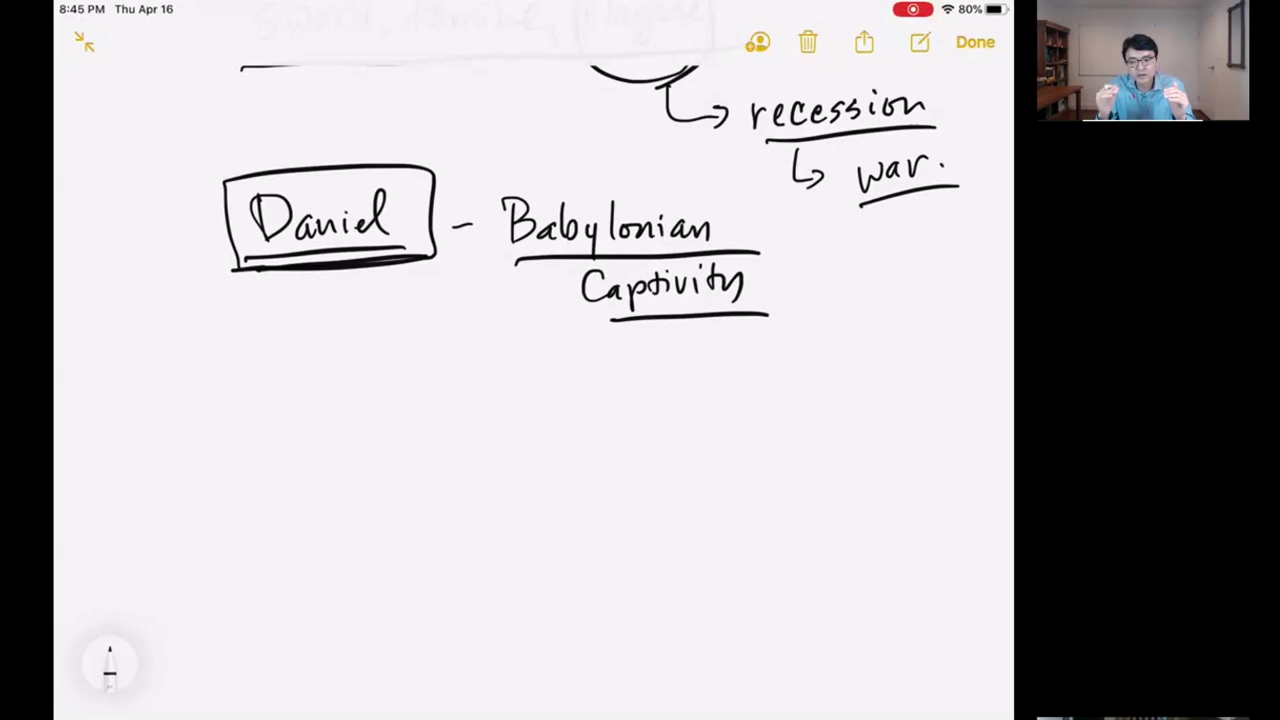 8:45 PM Thu Apr 16
80%
Done
recession
war.
Daniel - Babylonian
Captivity